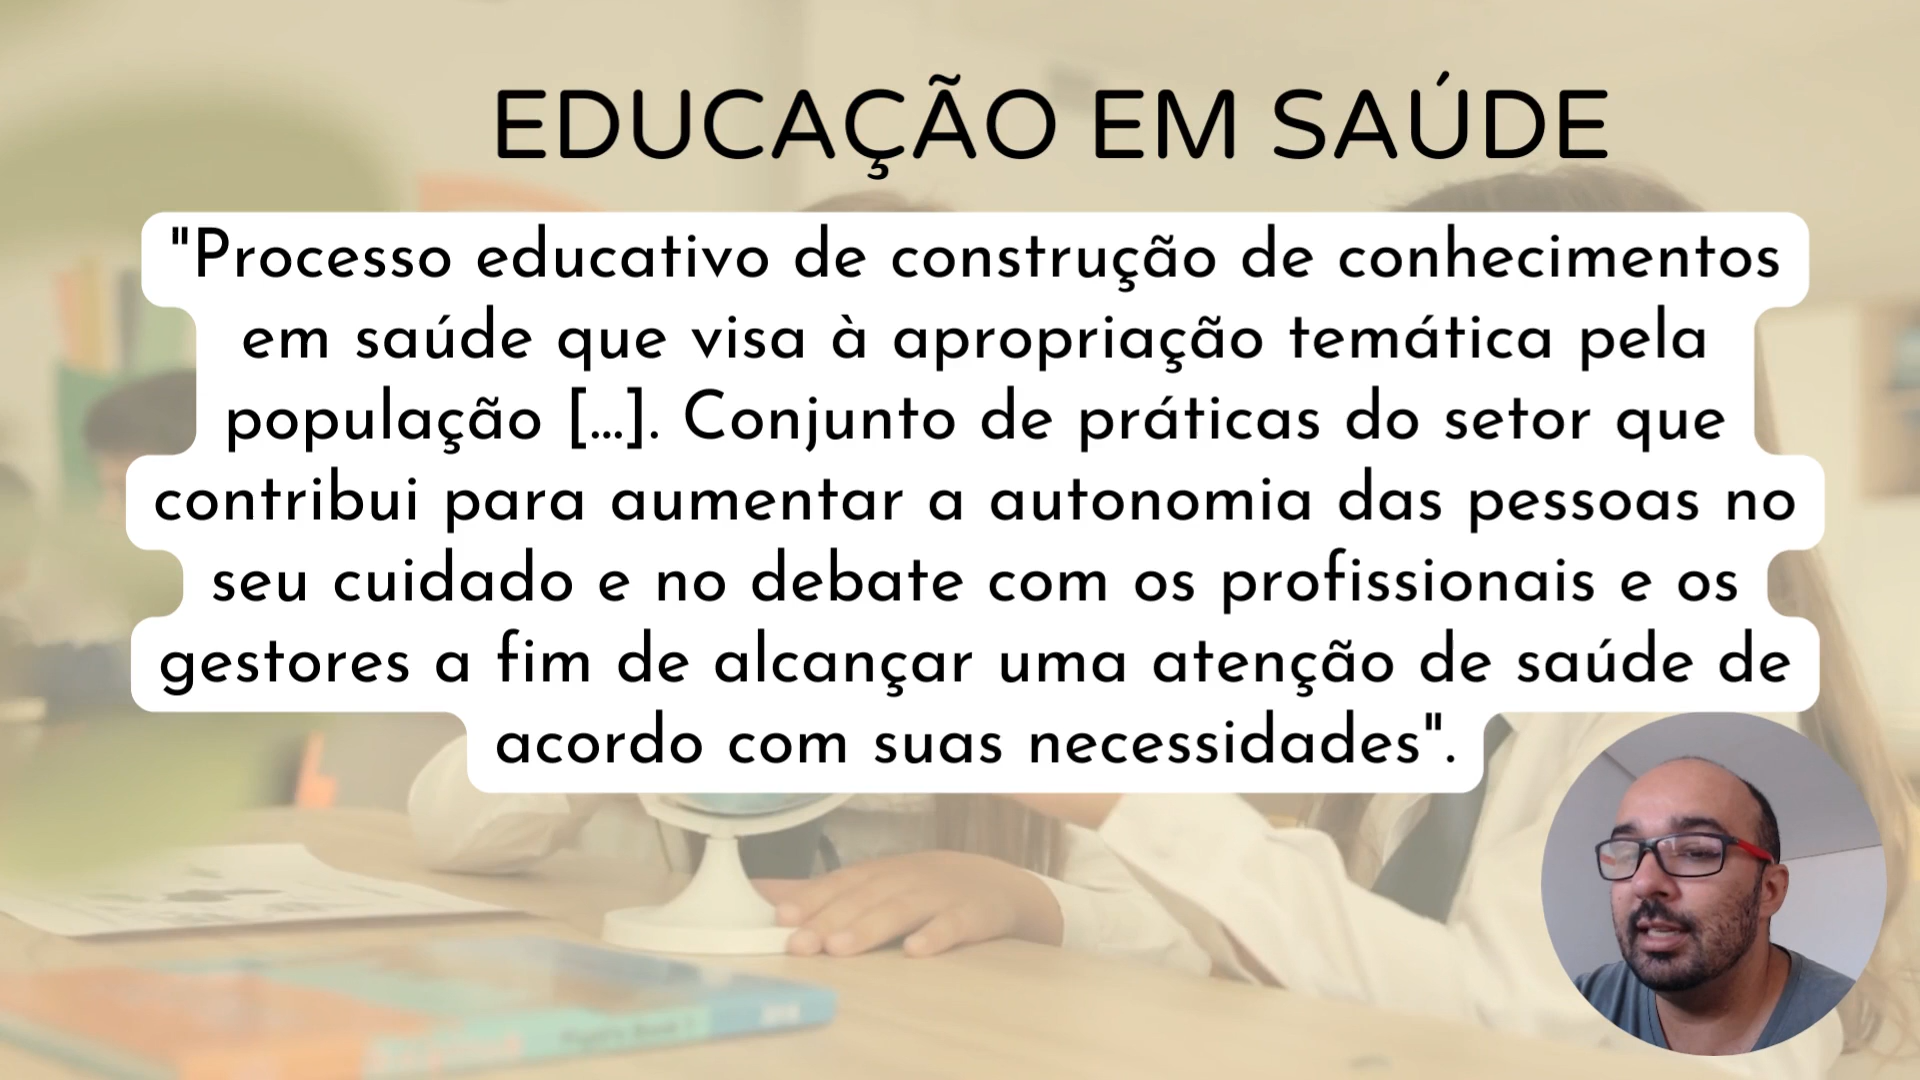 EDUCAÇÃO EM SAÚDE
"Processo educativo de construção de conhecimentos
em saúde que visa à apropriação temática pela
população [...]. Conjunto de práticas do setor que
contribui para aumentar a autonomia das pessoas no
seu cuidado e no debate com os profissionais e os
gestores a fim de alcançar uma atenção de saúde de
acordo com suas necessidades".